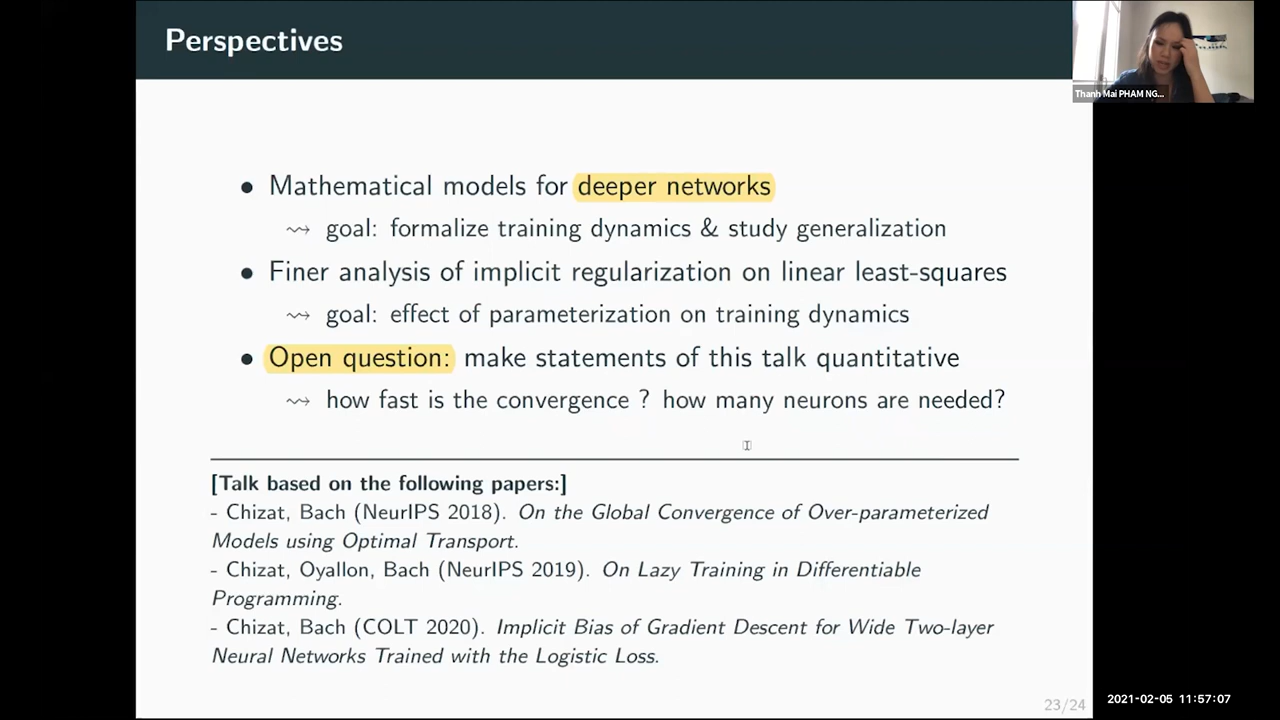 Perspectives
Thanh Mai PHAM NG...
• Mathematical models for deeper networks
⇝ goal: formalize training dynamics & study generalization
• Finer analysis of implicit regularization on linear least-squares
⇝ goal: effect of parameterization on training dynamics
• Open question: make statements of this talk quantitative
⇝ how fast is the convergence ? how many neurons are needed?
[Talk based on the following papers:]
- Chizat, Bach (NeurIPS 2018). On the Global Convergence of Over-parameterized
Models using Optimal Transport.
- Chizat, Oyallon, Bach (NeurIPS 2019). On Lazy Training in Differentiable
Programming.
- Chizat, Bach (COLT 2020). Implicit Bias of Gradient Descent for Wide Two-layer
Neural Networks Trained with the Logistic Loss.
23/24
2021-02-05 11:57:07